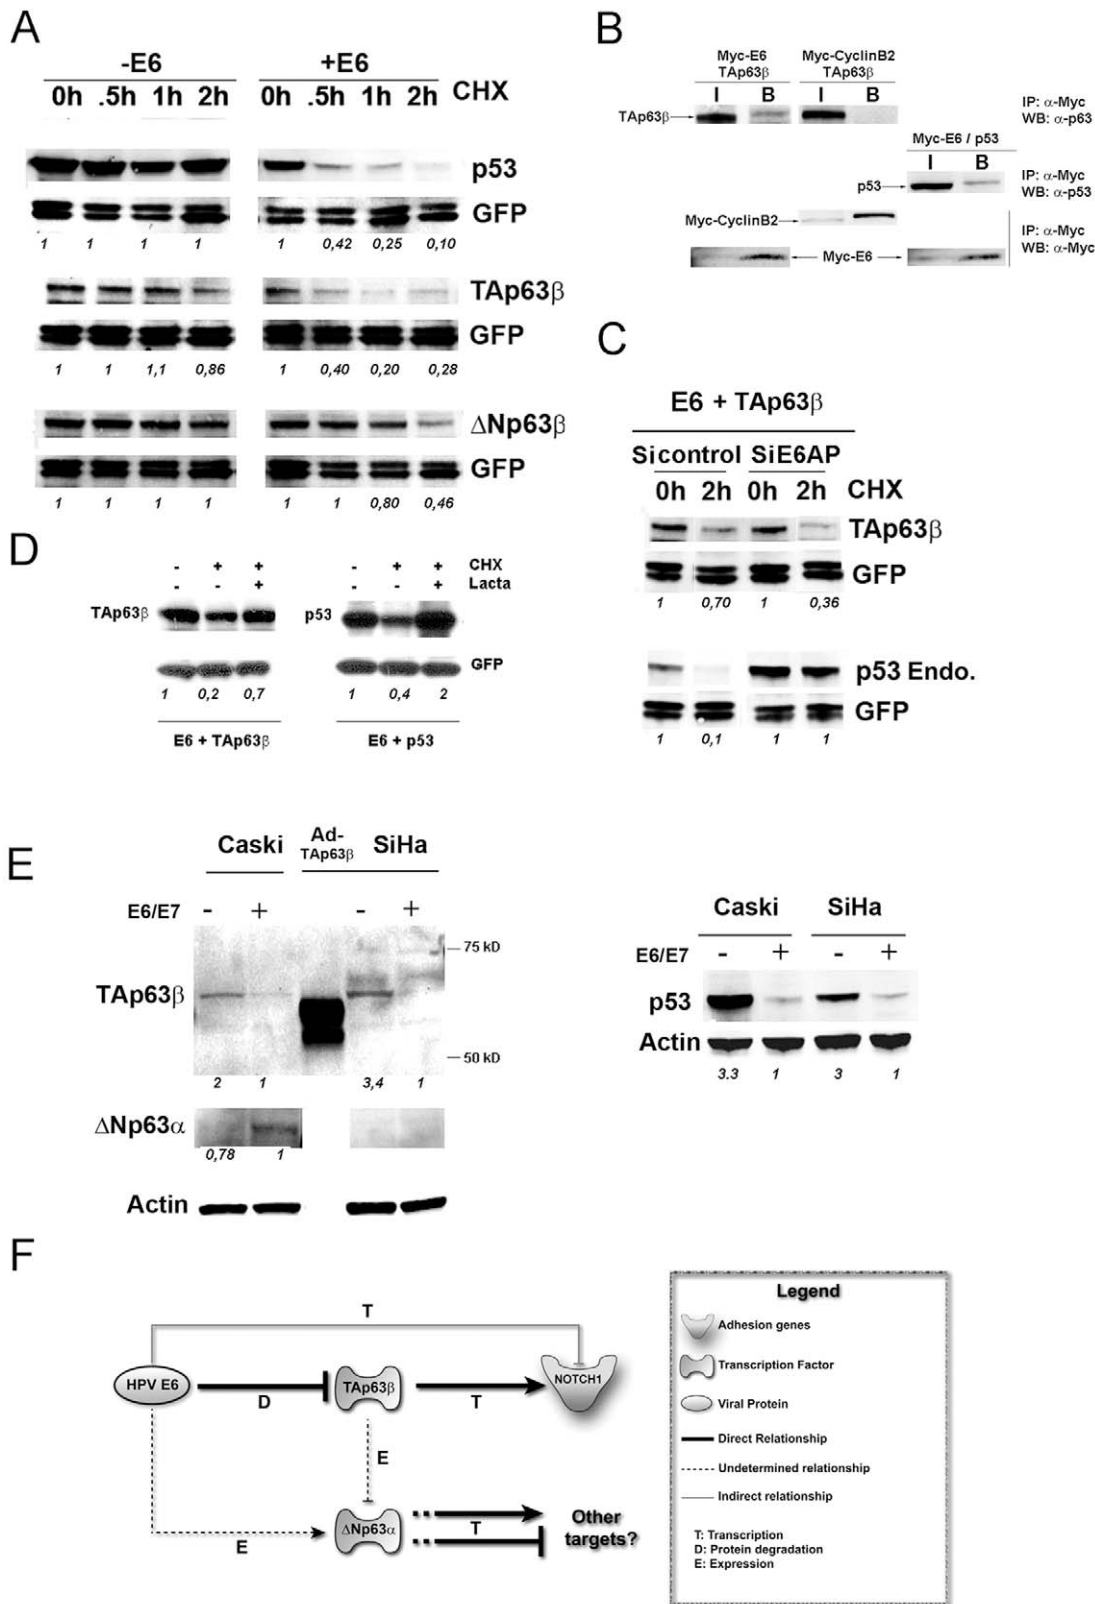 A
-E6 +E6
0h .5h 1h 2h 0h .5h 1h 2h CHX
p53
GFP
1 1 1 1 1 0,42 0,25 0,10
TAp63β
GFP
1 1 1,1 0,86 1 0,40 0,20 0,28
ΔNp63β
GFP
1 1 1 1 1 1 0,80 0,46
B
Myc-E6 Myc-CyclinB2
TAp63β TAp63β
I B I B
TAp63β
IP: α-Myc
WB: α-p63
Myc-E6 / p53
I B
p53
IP: α-Myc
WB: α-p53
Myc-CyclinB2
Myc-E6
IP: α-Myc
WB: α-Myc
C
E6 + TAp63β
Sicontrol SiE6AP
0h 2h 0h 2h CHX
TAp63β
GFP
1 0,70 1 0,36
p53 Endo.
GFP
1 0,1 1 1
D
- + + - + + CHX
- - + - - + Lacta
TAp63β p53
GFP
1 0,2 0,7 1 0,4 2
E6 + TAp63β E6 + p53
E
Caski Ad-TAp63β SiHa
E6/E7 - + - +
75 kD
TAp63β
50 kD
2 1 3,4 1
ΔNp63α
0,78 1
Actin
Caski SiHa
E6/E7 - + - +
p53
Actin
3.3 1 3 1
F
T
HPV E6 D TAp63β T NOTCH1
E
E ΔNp63α T Other
targets?
Legend
Adhesion genes
Transcription Factor
Viral Protein
Direct Relationship
Undetermined relationship
Indirect relationship
T: Transcription
D: Protein degradation
E: Expression